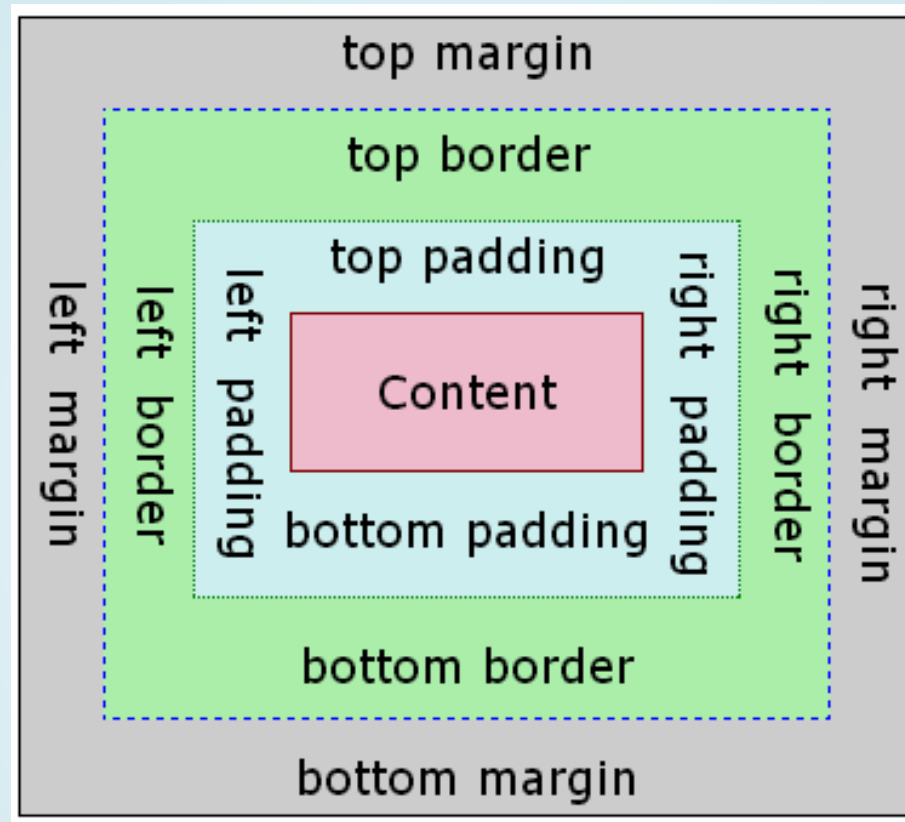 top margin
top border
top padding
left margin
left border
left padding
Content
right padding
right border
right margin
bottom padding
bottom border
bottom margin